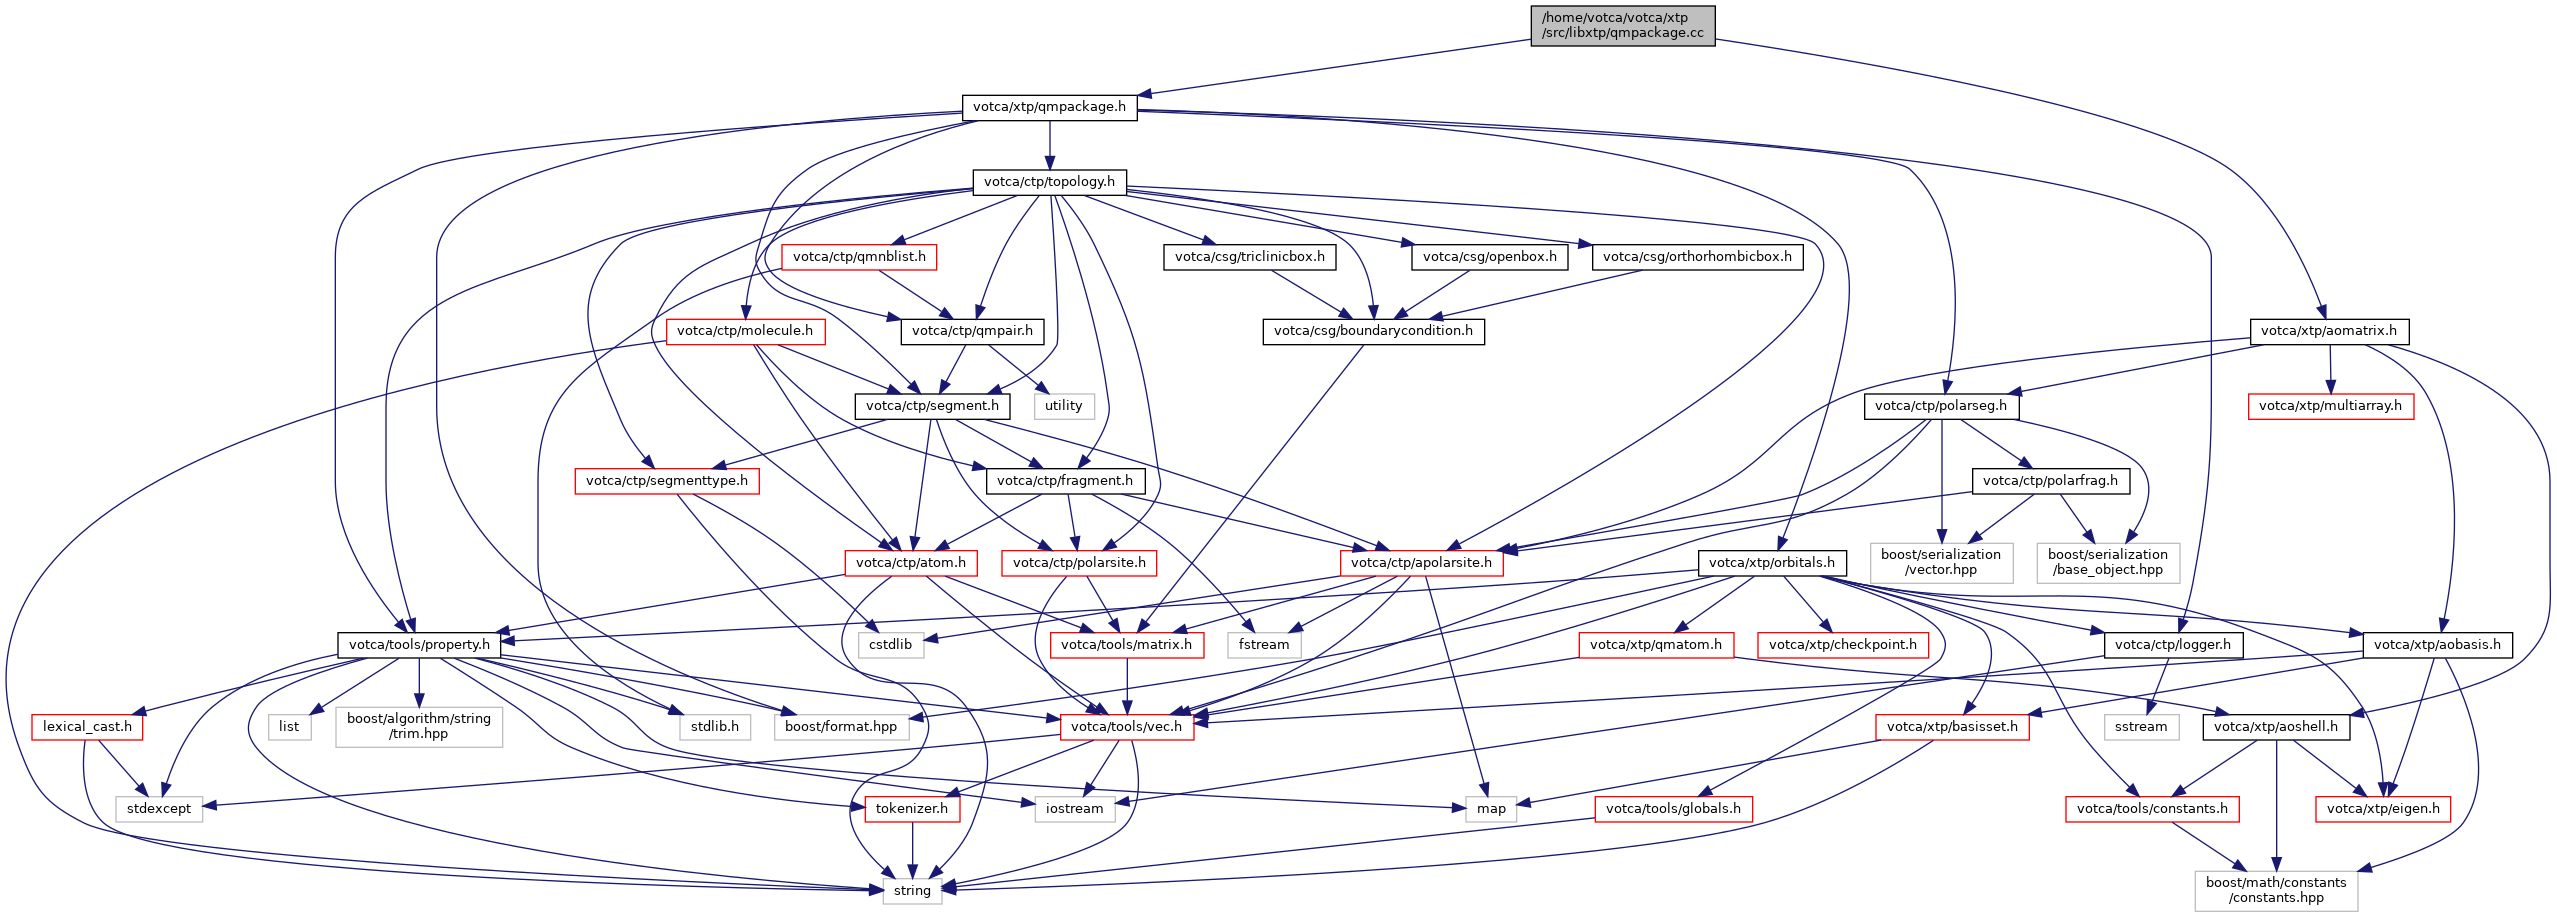 /home/votca/votca/xtp
/src/libxtp/qmpackage.cc
votca/xtp/qmpackage.h
votca/ctp/topology.h
votca/ctp/qmnblist.h
votca/csg/triclinicbox.h
votca/csg/openbox.h
votca/csg/orthorhombicbox.h
votca/ctp/molecule.h
votca/ctp/qmpair.h
votca/csg/boundarycondition.h
votca/xtp/aomatrix.h
votca/ctp/segment.h
utility
votca/ctp/polarseg.h
votca/xtp/multiarray.h
votca/ctp/segmenttype.h
votca/ctp/fragment.h
votca/ctp/polarfrag.h
votca/ctp/atom.h
votca/ctp/polarsite.h
votca/ctp/apolarsite.h
votca/xtp/orbitals.h
boost/serialization
/vector.hpp
boost/serialization
/base_object.hpp
votca/tools/property.h
cstdlib
votca/tools/matrix.h
fstream
votca/xtp/qmatom.h
votca/xtp/checkpoint.h
votca/ctp/logger.h
votca/xtp/aobasis.h
lexical_cast.h
list
boost/algorithm/string
/trim.hpp
stdlib.h
boost/format.hpp
votca/tools/vec.h
votca/xtp/basisset.h
sstream
votca/xtp/aoshell.h
stdexcept
tokenizer.h
iostream
map
votca/tools/globals.h
votca/tools/constants.h
votca/xtp/eigen.h
string
boost/math/constants
/constants.hpp